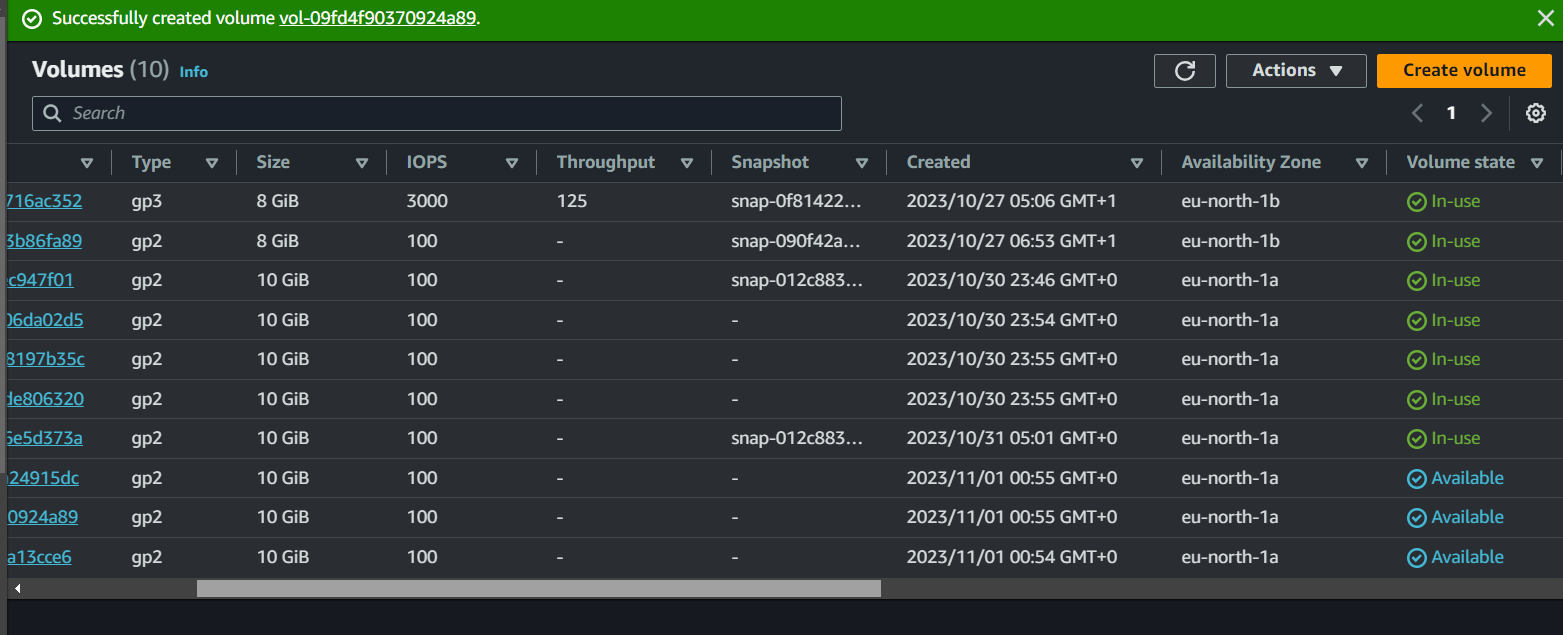 Successfully created volume vol-09fd4f90370924a89.
Volumes (10) Info
Actions
Create volume
Search
1
Type Size IOPS Throughput Snapshot Created Availability Zone Volume state
716ac352 gp3 8 GiB 3000 125 snap-0f81422... 2023/10/27 05:06 GMT+1 eu-north-1b In-use
3b86fa89 gp2 8 GiB 100 - snap-090f42a... 2023/10/27 06:53 GMT+1 eu-north-1b In-use
c947f01 gp2 10 GiB 100 - snap-012c883... 2023/10/30 23:46 GMT+0 eu-north-1a In-use
06da02d5 gp2 10 GiB 100 - - 2023/10/30 23:54 GMT+0 eu-north-1a In-use
8197b35c gp2 10 GiB 100 - - 2023/10/30 23:55 GMT+0 eu-north-1a In-use
de806320 gp2 10 GiB 100 - - 2023/10/30 23:55 GMT+0 eu-north-1a In-use
6e5d373a gp2 10 GiB 100 - snap-012c883... 2023/10/31 05:01 GMT+0 eu-north-1a In-use
24915dc gp2 10 GiB 100 - - 2023/11/01 00:55 GMT+0 eu-north-1a Available
0924a89 gp2 10 GiB 100 - - 2023/11/01 00:55 GMT+0 eu-north-1a Available
a13cce6 gp2 10 GiB 100 - - 2023/11/01 00:54 GMT+0 eu-north-1a Available